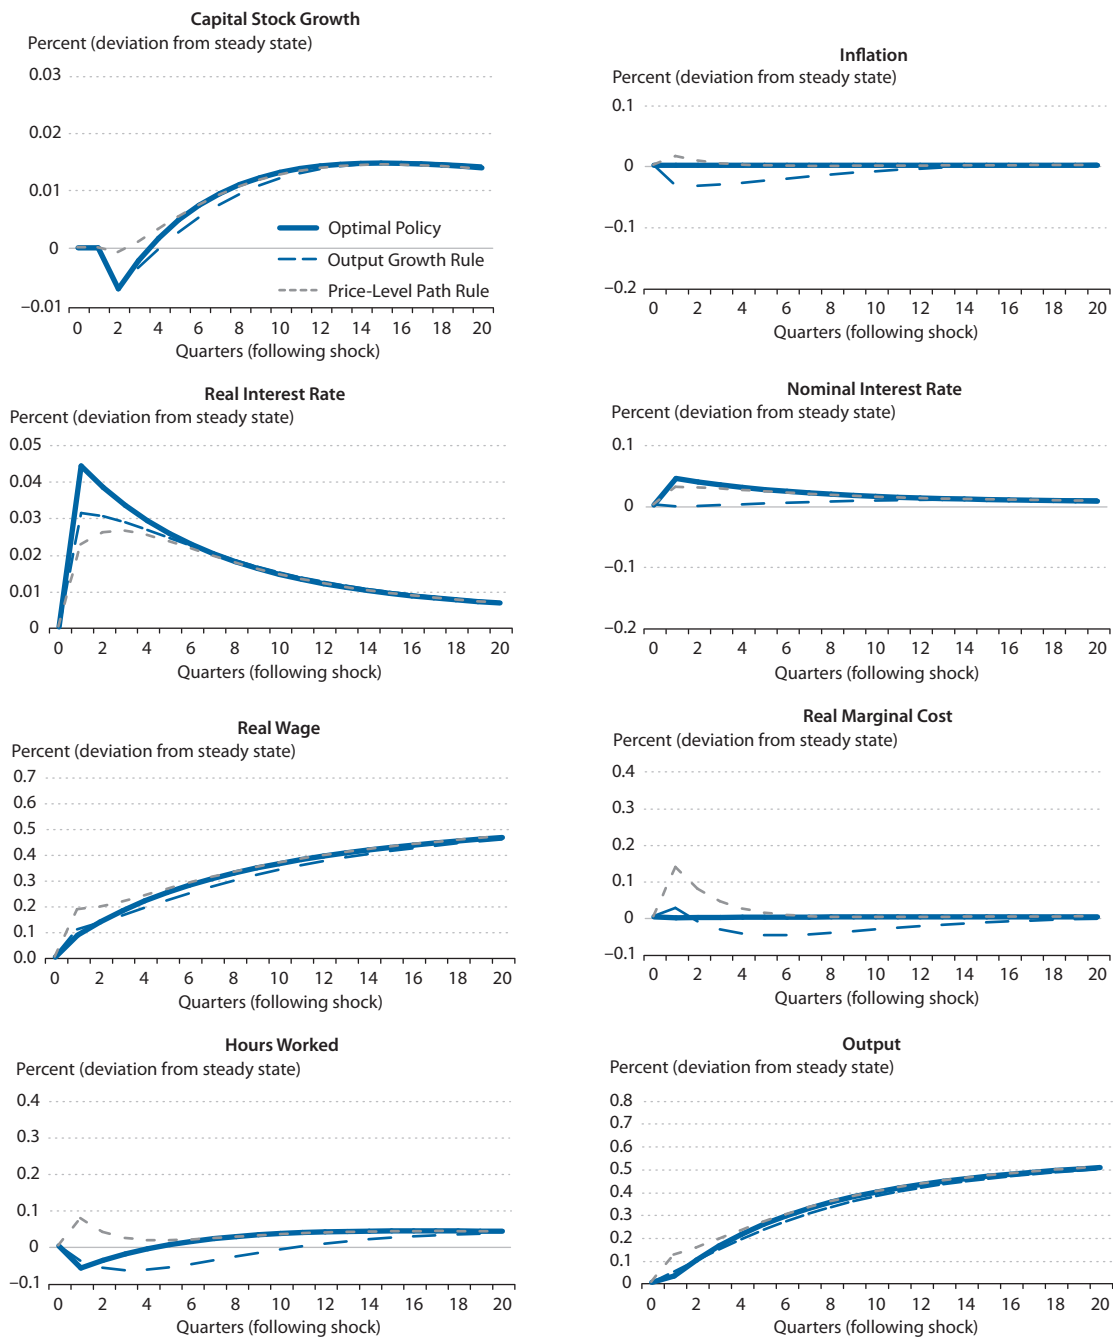 Capital Stock Growth
Percent (deviation from steady state)
0.03
0.02
0.01
0
–0.01
Optimal Policy
Output Growth Rule
Price-Level Path Rule
0 2 4 6 8 10 12 14 16 18 20
Quarters (following shock)
Inflation
Percent (deviation from steady state)
0.1
0
–0.1
–0.2
0 2 4 6 8 10 12 14 16 18 20
Quarters (following shock)
Real Interest Rate
Percent (deviation from steady state)
0.05
0.04
0.03
0.02
0.01
0
0 2 4 6 8 10 12 14 16 18 20
Quarters (following shock)
Nominal Interest Rate
Percent (deviation from steady state)
0.1
0
–0.1
–0.2
0 2 4 6 8 10 12 14 16 18 20
Quarters (following shock)
Real Wage
Percent (deviation from steady state)
0.7
0.6
0.5
0.4
0.3
0.2
0.1
0.0
0 2 4 6 8 10 12 14 16 18 20
Quarters (following shock)
Real Marginal Cost
Percent (deviation from steady state)
0.4
0.3
0.2
0.1
0
–0.1
0 2 4 6 8 10 12 14 16 18 20
Quarters (following shock)
Hours Worked
Percent (deviation from steady state)
0.4
0.3
0.2
0.1
0
–0.1
0 2 4 6 8 10 12 14 16 18 20
Quarters (following shock)
Output
Percent (deviation from steady state)
0.8
0.7
0.6
0.5
0.4
0.3
0.2
0.1
0
0 2 4 6 8 10 12 14 16 18 20
Quarters (following shock)